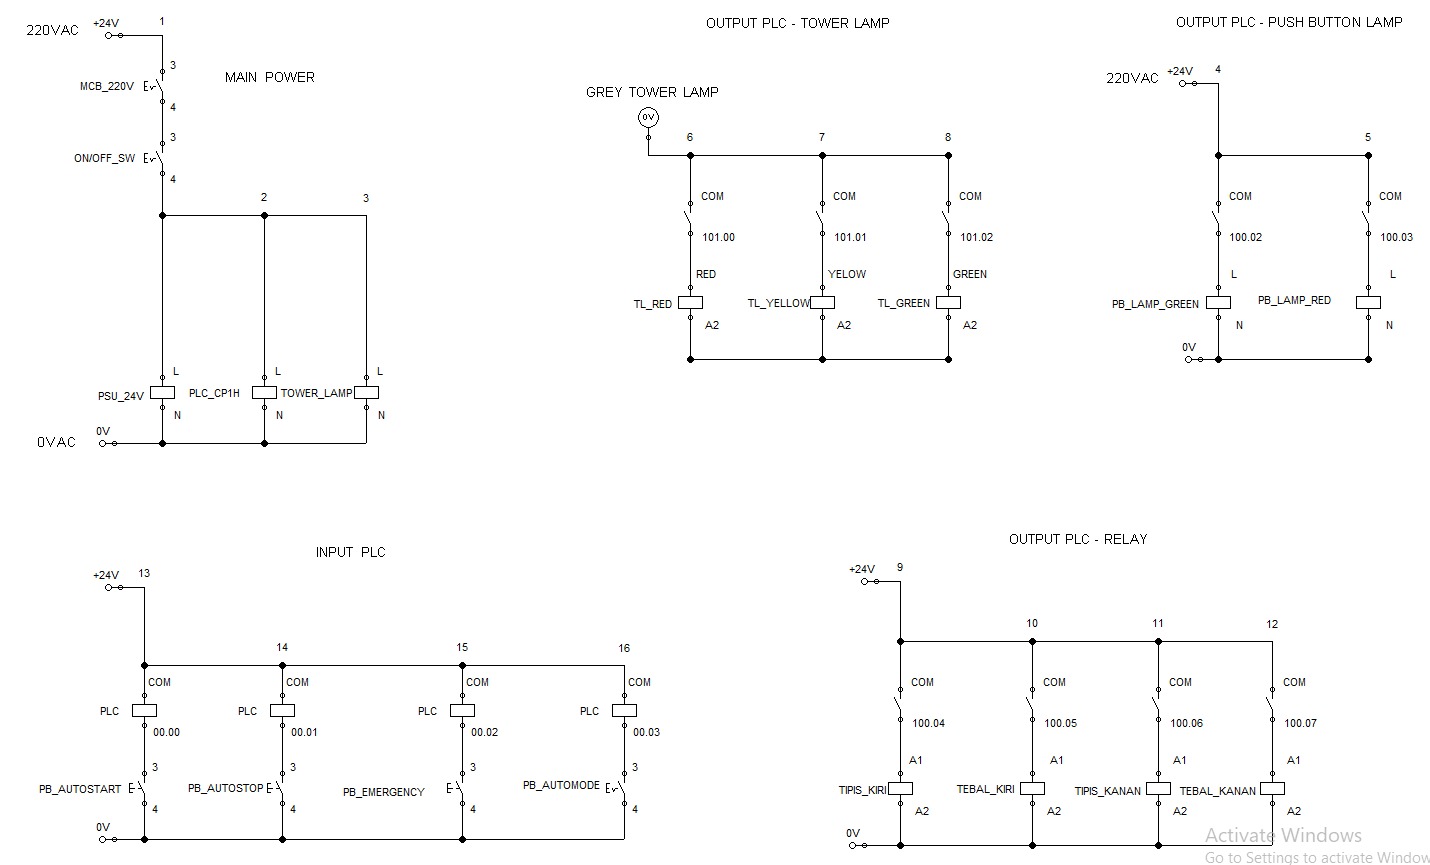 220VAC
+24V
1
3
MCB_220V
4
3
ON/OFF_SW
4
MAIN POWER
2
3
L
L
L
PSU_24V
PLC_CP1H
TOWER_LAMP
N
N
N
0V
0VAC
OUTPUT PLC - TOWER LAMP
GREY TOWER LAMP
0V
6
7
8
COM
COM
COM
101.00
101.01
101.02
RED
YELOW
GREEN
TL_RED
TL_YELLOW
TL_GREEN
A2
A2
A2
OUTPUT PLC - PUSH BUTTON LAMP
220VAC
+24V
4
5
COM
COM
100.02
100.03
L
L
PB_LAMP_GREEN
PB_LAMP_RED
N
N
0V
INPUT PLC
+24V
13
14
15
16
COM
COM
COM
COM
PLC
PLC
PLC
PLC
00.00
00.01
00.02
00.03
3
3
3
3
PB_AUTOSTART
PB_AUTOSTOP
PB_EMERGENCY
PB_AUTOMODE
4
4
4
4
0V
OUTPUT PLC - RELAY
+24V
9
10
11
12
COM
COM
COM
COM
100.04
100.05
100.06
100.07
A1
A1
A1
A1
TIPIS_KIRI
TEBAL_KIRI
TIPIS_KANAN
TEBAL_KANAN
A2
A2
A2
A2
0V
Activate Windows
Go to Settings to activate Window